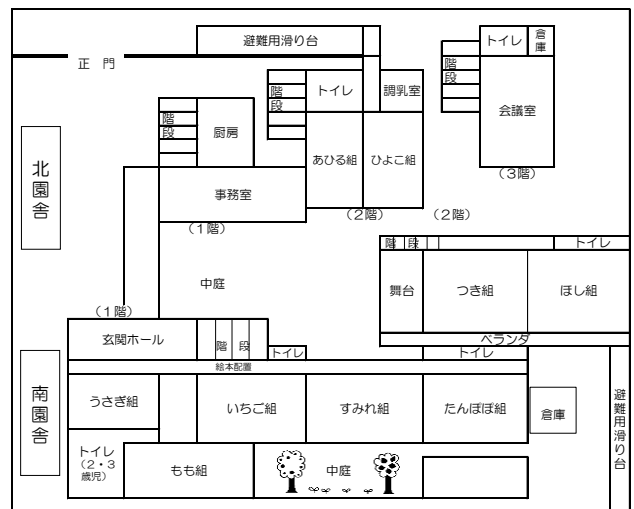 避難用滑り台
トイレ
倉庫
正 門
階
段
トイレ
調乳室
階
段
会議室
階
段
厨房
あひる組
ひよこ組
北園舎
事務室
(3階)
(1階)
(2階)
(2階)
階 段
トイレ
中庭
舞台
つき組
ほし組
(1階)
玄関ホール
階 段
トイレ
ベランダ
トイレ
絵本配置
南園舎
うさぎ組
いちご組
すみれ組
たんぽぽ組
倉庫
避難用滑り台
トイレ
(2・3
歳児)
もも組
中庭